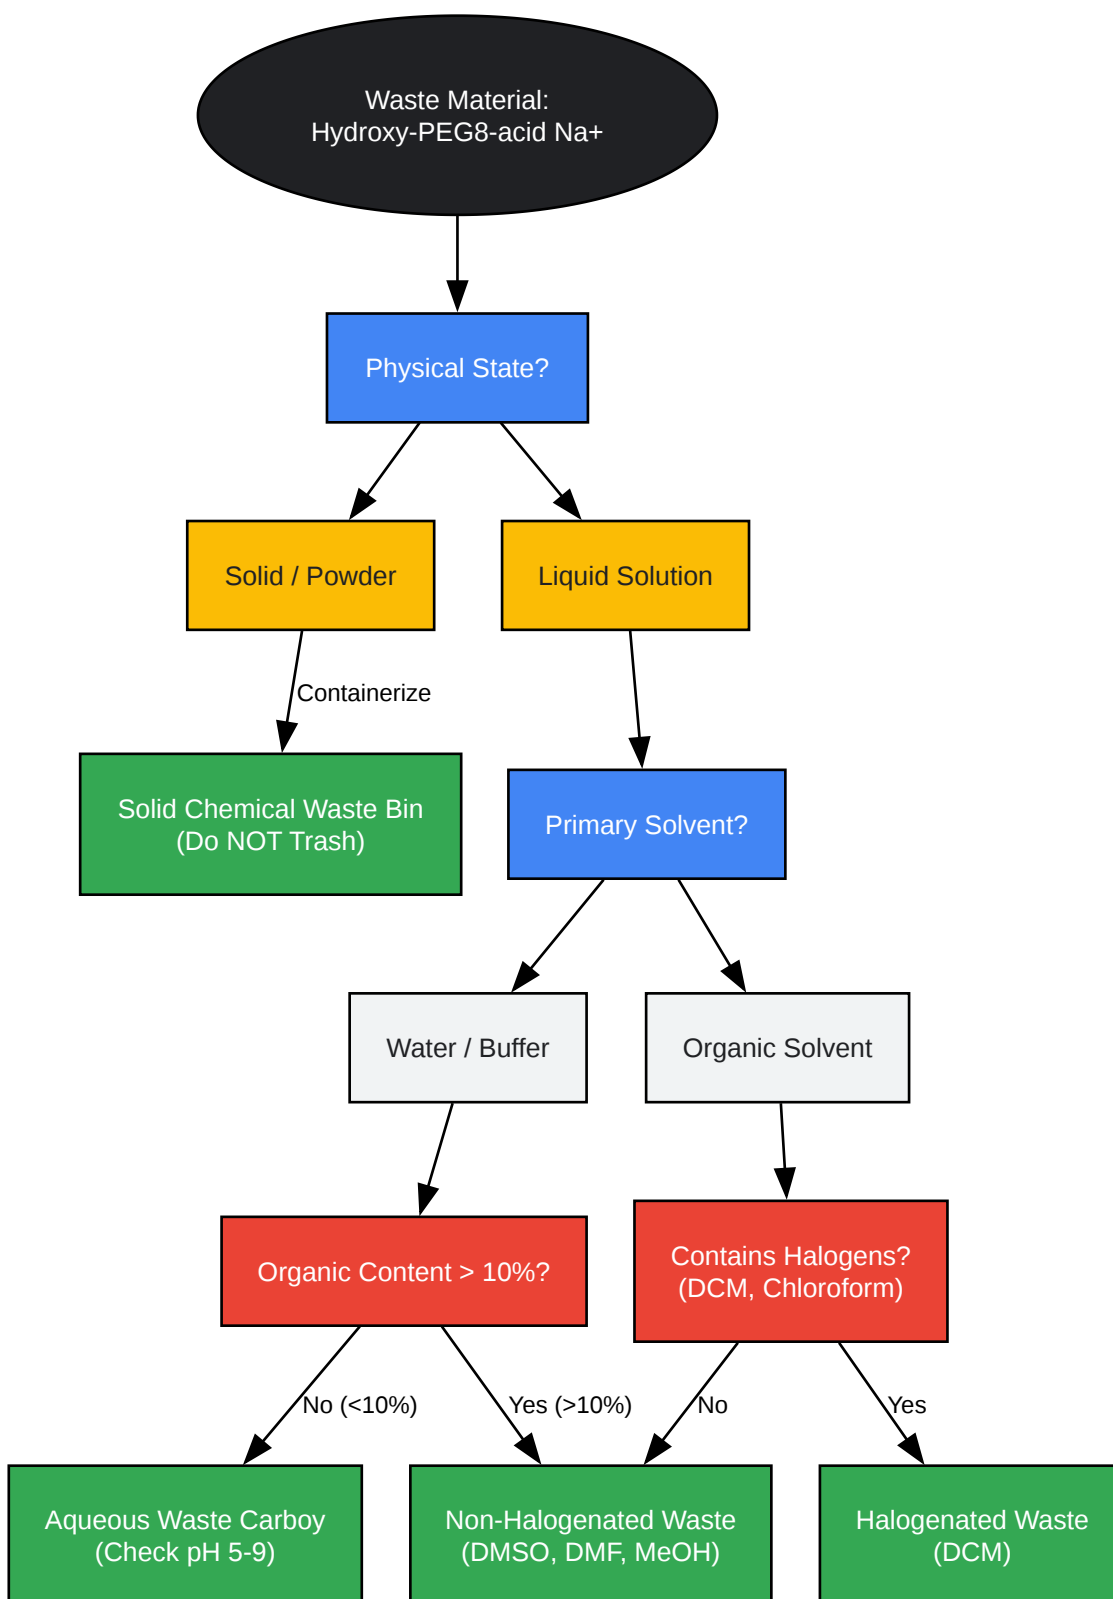 Waste Material:
Hydroxy-PEG8-acid Na+
Physical State?
Solid / Powder
Liquid Solution
Containerize
Solid Chemical Waste Bin
(Do NOT Trash)
Primary Solvent?
Water / Buffer
Organic Solvent
Organic Content > 10%?
Contains Halogens?
(DCM, Chloroform)
No (<10%)
Yes (>10%)
No
Yes
Aqueous Waste Carboy
(Check pH 5-9)
Non-Halogenated Waste
(DMSO, DMF, MeOH)
Halogenated Waste
(DCM)